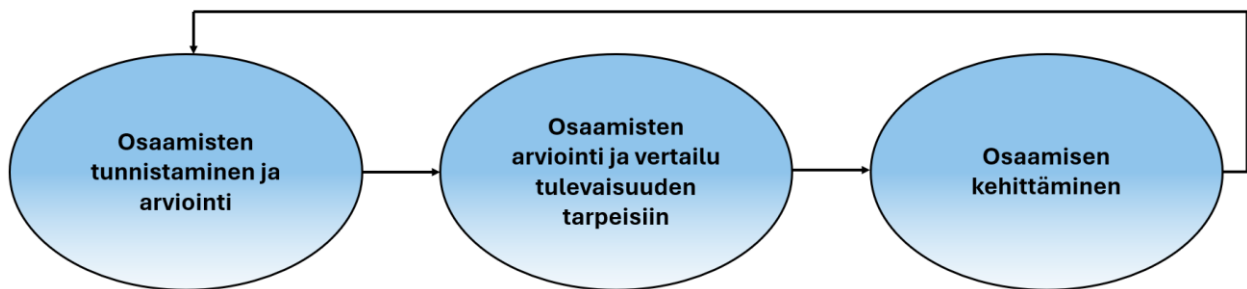 Osaamisten
tunnistaminen ja
arviointi
Osaamisten
arviointi ja vertailu
tulevaisuuden
tarpeisiin
Osaamisen
kehittäminen